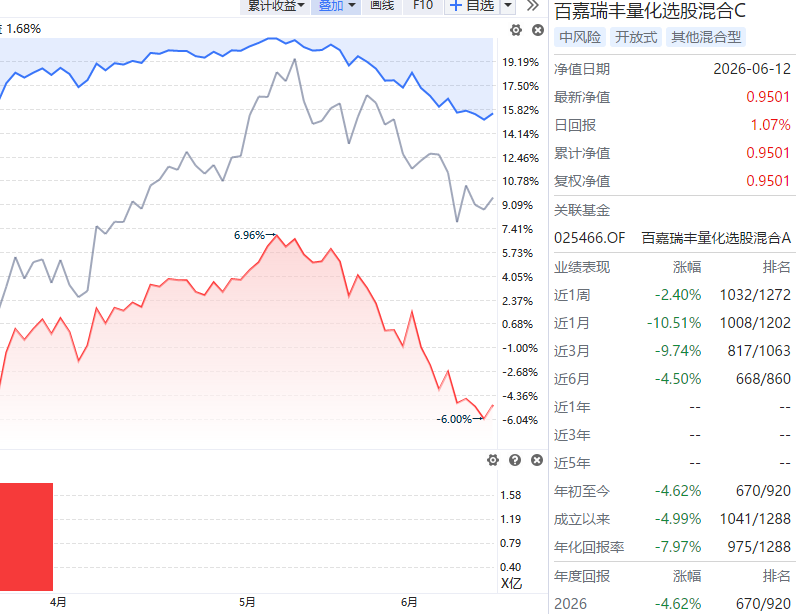 累计收益 叠加 画线 F10 + 自选
1.68%
19.19%
17.50%
15.82%
14.14%
12.46%
10.78%
9.09%
7.41%
5.73%
4.05%
2.37%
0.68%
-1.00%
-2.68%
-4.36%
-6.04%
6.96%
-6.00%
1.58
1.19
0.79
0.40
X亿
4月 5月 6月
百嘉瑞丰量化选股混合C
中风险 开放式 其他混合型
净值日期 2026-06-12
最新净值 0.9501
日回报 1.07%
累计净值 0.9501
复权净值 0.9501
关联基金
025466.OF 百嘉瑞丰量化选股混合A
业绩表现 涨幅 排名
近1周 -2.40% 1032/1272
近1月 -10.51% 1008/1202
近3月 -9.74% 817/1063
近6月 -4.50% 668/860
近1年 -- --
近3年 -- --
近5年 -- --
年初至今 -4.62% 670/920
成立以来 -4.99% 1041/1288
年化回报率 -7.97% 975/1288
年度回报 涨幅 排名
2026 -4.62% 670/920